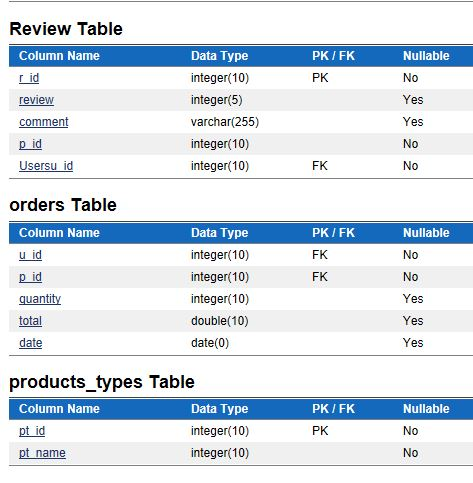 Review Table
Column Name Data Type PK / FK Nullable
r_id integer(10) PK No
review integer(5) Yes
comment varchar(255) Yes
p_id integer(10) No
Usersu_id integer(10) FK No
orders Table
Column Name Data Type PK / FK Nullable
u_id integer(10) FK No
p_id integer(10) FK No
quantity integer(10) Yes
total double(10) Yes
date date(0) Yes
products_types Table
Column Name Data Type PK / FK Nullable
pt_id integer(10) PK No
pt_name integer(10) No